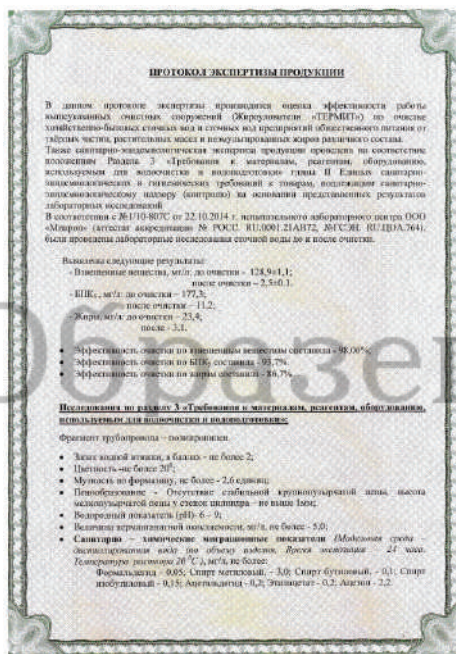 ПРОТОКОЛ ЭКСПЕРТИЗЫ ПРОДУКЦИИ
В данном протоколе экспертизы производится оценка эффективности работы
выпускаемых очистных сооружений (Жироуловители «ТЕРМИТ») по очистке
хозяйственно-бытовых сточных вод и сточных вод предприятий общественного питания от
твёрдых частиц, растительных масел и неэмульгированных жиров различного состава.
Также санитарно-эпидемиологическая экспертиза продукции проведена на соответствие
положениям Раздела 3 «Требования к материалам, реагентам, оборудованию,
используемым для водоочистки и водоподготовки» главы II Единых санитарно-
эпидемиологических и гигиенических требований к товарам, подлежащим санитарно-
эпидемиологическому надзору (контролю) на основании представленных результатов
лабораторных исследований
В соответствии с №1/10-807С от 22.10.2014 г. испытательного лабораторного центра ООО
(аттестат аккредитации № РОСС. RU.0001.21АВ72,
были проведены лабораторные исследования сточной воды до и после очистки.
Выявлены следующие результаты:
- Взвешенные вещества, мг/л: до очистки - 128,9±1,1;
после очистки – 2,5±0,1.
- БПК₅, мг/л: до очистки – 177,3;
после очистки – 11,2;
- Жиры, мг/л: до очистки – 23,4;
после - 3,1.
• Эффективность очистки по взвешенным веществам составила - 98,00%;
• Эффективность очистки по БПК₅ составила - 93,7%.
• Эффективность очистки по жирам составила - 86,7%.
Образец
Исследования по разделу 3 «Требования к материалам, реагентам, оборудованию,
используемым для водоочистки и водоподготовки»:
Фрагмент трубопровода –
• Запах водной вытяжки, в баллах - не более 2;
• Цветность -не более 20⁰;
• Мутность по формазину, не более - 2,6 единиц;
• Пенообразование - Отсутствие стабильной крупнопузырчатой пены, высота
мелкопузырчатой пены у стенок цилиндра – не выше 1мм;
• Водородный показатель (рН)- 6 – 9;
• Величина перманганатной окисляемости, мг/л, не более - 5,0;
• Санитарно – химические миграционные показатели (Модельная среда –
дистиллированная вода (по объему водоема, Время экспозиции – 24 часа.
Температура раствора 20 ⁰С.), мг/л, не более:
Формальдегид - 0,05; Спирт метиловый, - 3,0; Спирт бутиловый, - 0,1; Спирт
изобутиловый - 0,15; Ацетальдегид - 0,2; Этилацетат - 0,2; Ацетон - 2,2